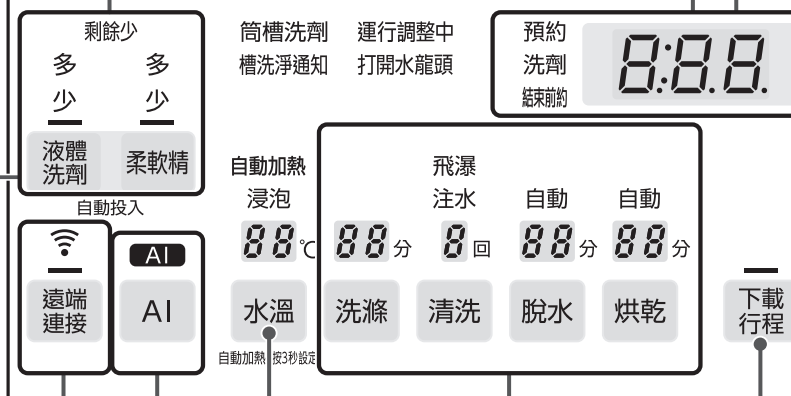 剩餘少
多 多
少 少
液體
洗劑
柔軟精
自動投入
筒槽洗劑 運行調整中
槽洗淨通知 打開水龍頭
預約
洗劑
結束前約
8:8.8.
自動加熱
浸泡
88℃
飛瀑
注水 自動 自動
88分 8回 88分 88分
AI
遠端
連接
AI
水溫
洗滌
清洗
脫水
烘乾
下載
行程
自動加熱 按3秒設定